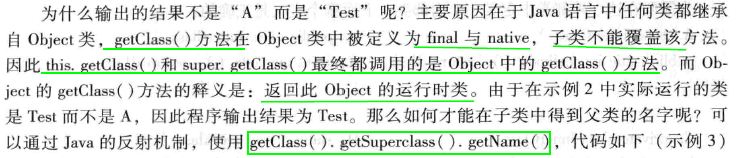 为什么输出的结果不是“A”而是“Test”呢？主要原因在于 Java 语言中任何类都继承
自 Object 类，getClass()方法在 Object 类中被定义为 final 与 native，子类不能覆盖该方法。
因此 this. getClass()和 super. getClass()最终都调用的是 Object 中的 getClass()方法。而 Ob-
ject 的 getClass()方法的释义是：返回此 Object 的运行时类。由于在示例 2 中实际运行的类
是 Test 而不是 A，因此程序输出结果为 Test。那么如何才能在子类中得到父类的名字呢？可
以通过 Java 的反射机制，使用 getClass(). getSuperclass(). getName()，代码如下（示例 3）